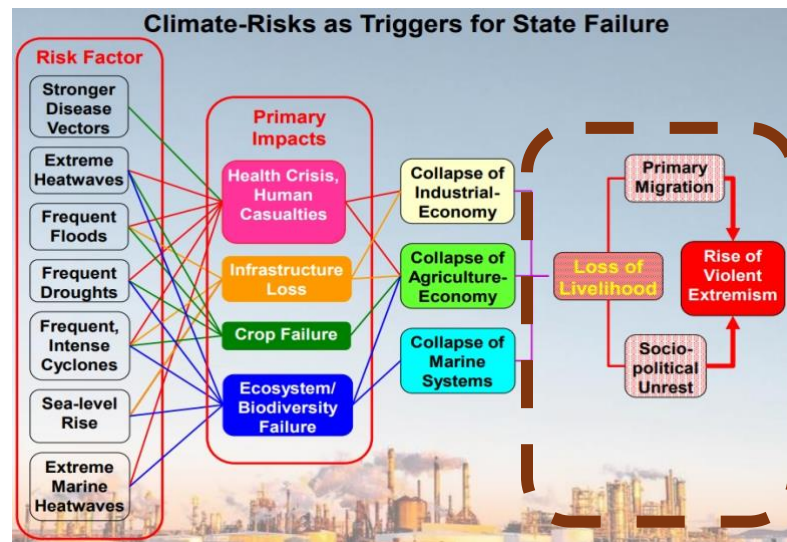 Climate-Risks as Triggers for State Failure
Risk Factor
Stronger
Disease
Vectors
Extreme
Heatwaves
Frequent
Floods
Frequent
Droughts
Frequent,
Intense
Cyclones
Sea-level
Rise
Extreme
Marine
Heatwaves
Primary
Impacts
Health Crisis,
Human
Casualties
Infrastructure
Loss
Crop Failure
Ecosystem/
Biodiversity
Failure
Collapse of
Industrial-
Economy
Collapse of
Agriculture-
Economy
Collapse of
Marine
Systems
Loss of
Livelihood
Primary
Migration
Rise of
Violent
Extremism
Socio-
political
Unrest